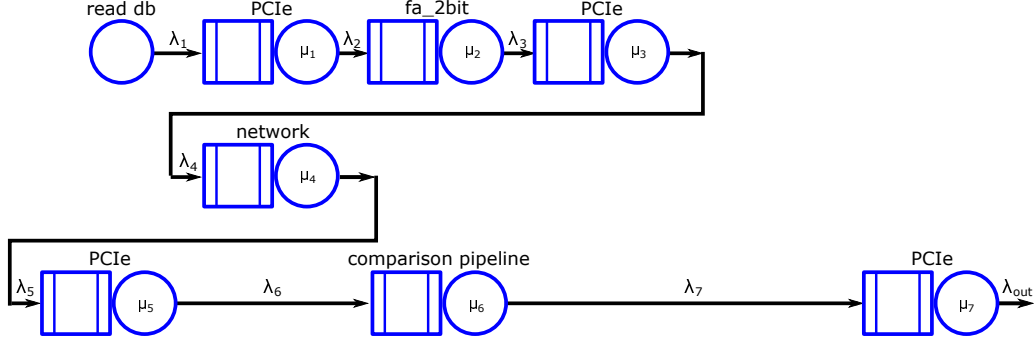 read db PCIe fa_2bit PCIe
λ1 μ1 λ2 μ2 λ3 μ3
network
λ4 μ4
PCIe comparison pipeline PCIe
λ5 μ5 λ6 μ6 λ7 μ7 λout